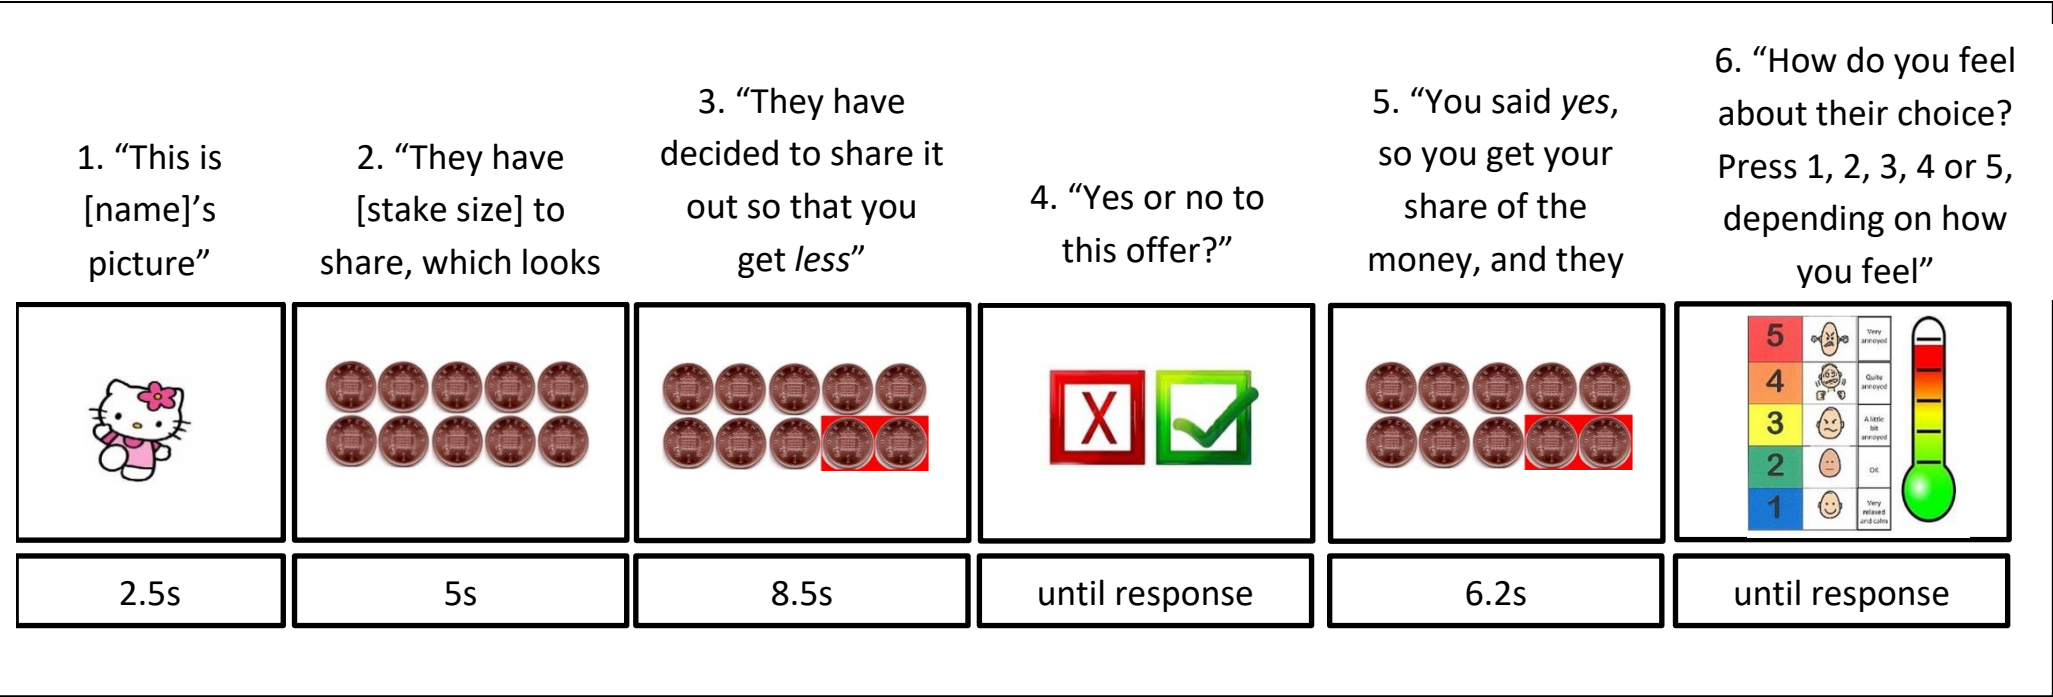 1. “This is
[name]’s
picture”
2. “They have
[stake size] to
share, which looks
3. “They have
decided to share it
out so that you
get less”
4. “Yes or no to
this offer?”
5. “You said yes,
so you get your
share of the
money, and they
6. “How do you feel
about their choice?
Press 1, 2, 3, 4 or 5,
depending on how
you feel”
X
5
Very
annoyed
4
Quite
annoyed
3
A little
bit
annoyed
2
OK
1
Very
relaxed
and calm
2.5s
5s
8.5s
until response
6.2s
until response